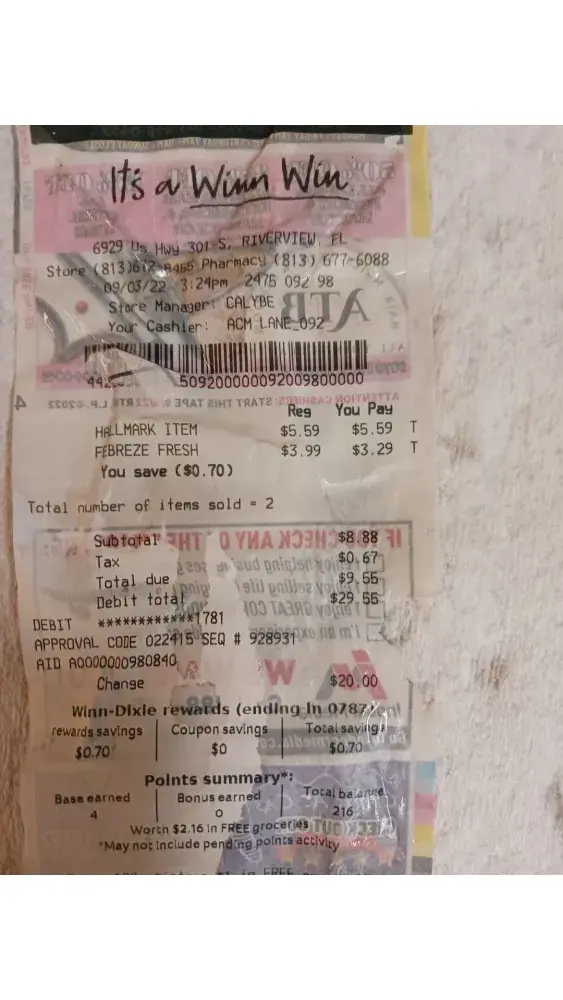 It's a Winn Win
6929 Us Hwy 301 S, RIVERVIEW, FL
Store (813)672-8466 Pharmacy (813) 677-6088
09/03/22 3:24pm 2476 092 98
Store Manager: CALYBE
Your Cashier: ACM LANE_092
50920000009200980000
Reg You Pay
HALLMARK ITEM $5.59 $5.59 T
FEBREZE FRESH $3.99 $3.29 T
You save ($0.70)
Total number of items sold = 2
Subtotal $8.88
Tax $0.67
Total due $9.55
Debit total $29.55
DEBIT ************1781
APPROVAL CODE 022415 SEQ # 928931
AID A0000000980840
Change $20.00
Winn-Dixie rewards (ending in 0787)
rewards savings Coupon savings Total savings
$0.70 $0 $0.70
Points summary*:
Base earned Bonus earned Total balance
4 0 216
Worth $2.16 in FREE groceries
*May not include pending points activity